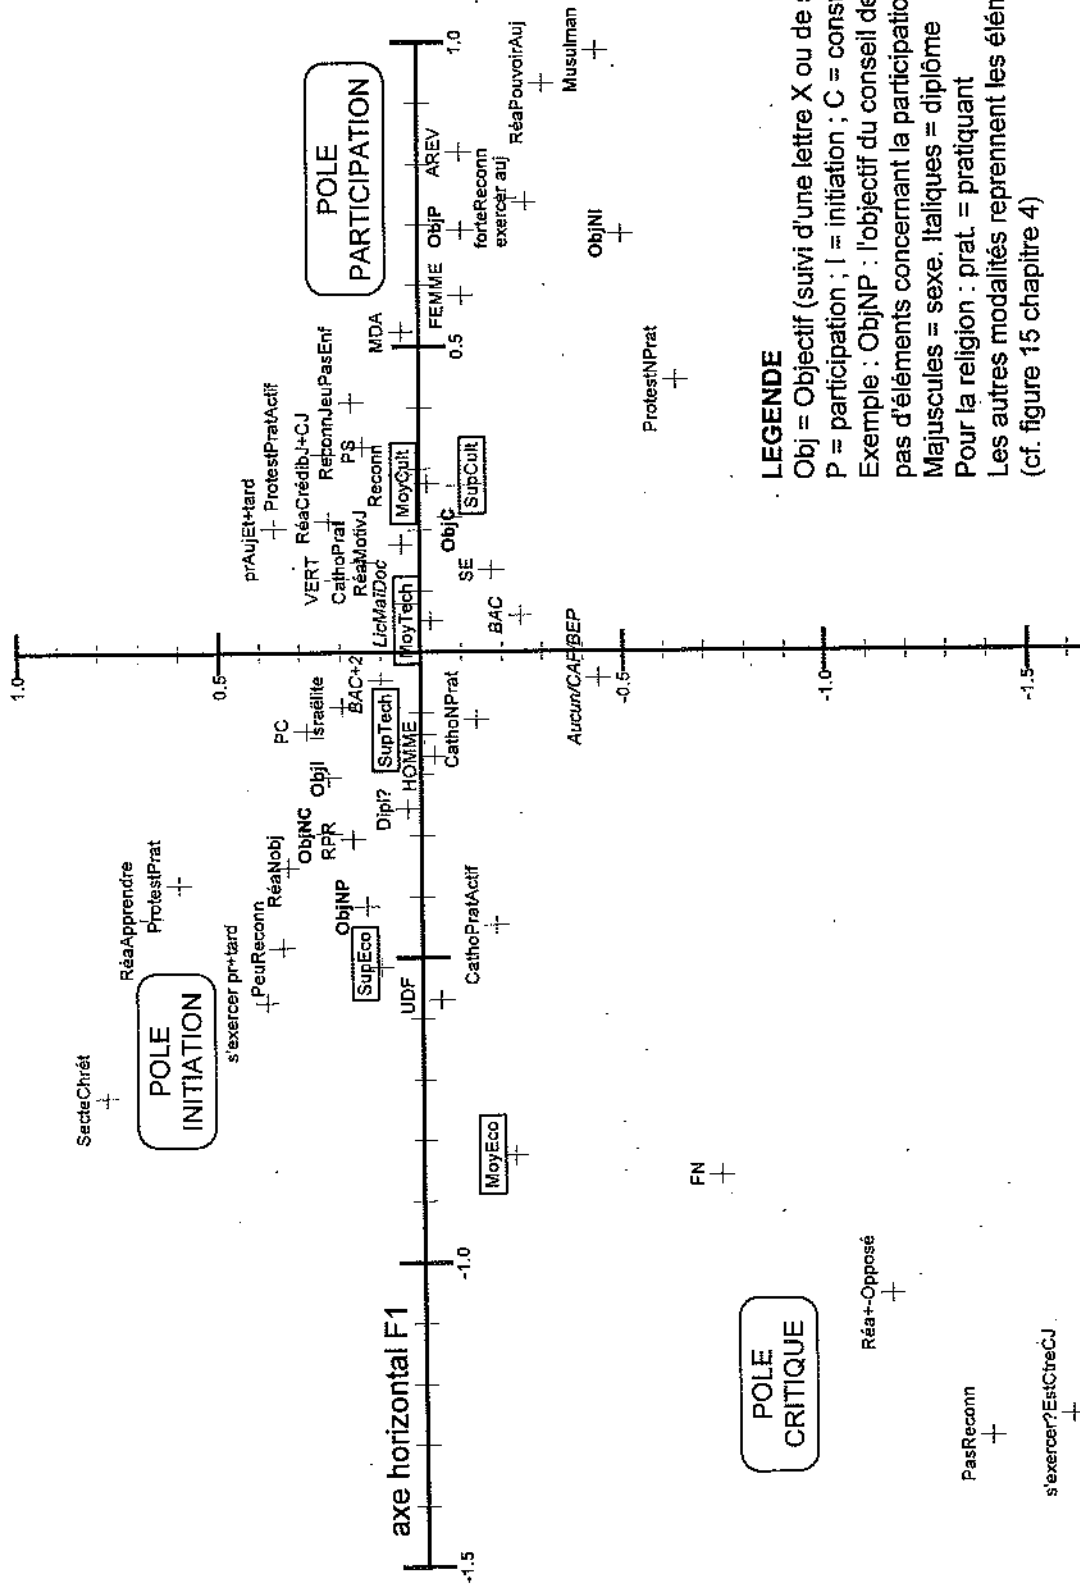 1.0
0.5
-0.5
-1.0
-1.5
axe horizontal F1
-1.5
-1.0
0.5
1.0
POLE
INITIATION
POLE
PARTICIPATION
POLE
CRITIQUE
SecteChrét
RéaApprendre
ProtestPrat
s'exercer pr+tard
PeuReconn
RéaNobj
ObjNC
RPR
ObjNP
SupEco
UDF
CathoPratActif
MoyEco
FN
Réa+-Opposé
PasReconn
s'exercer?EstCtreCJ
ObjI
PC
Israélite
BAC+2
SupTech
HOMME
Dipl?
CathoNPrat
Aucun/CAP/BEP
prAujEt+tard
ProtestPratActif
RéaCrédibJ+CJ
VERT
CathoPrat
RéaMotivJ
LicMaîDoc
MoyTech
ReconnJeuPasEnf
PS
Reconn
MoyCult
SupCult
ObjC
SE
BAC
MDA
FEMME
ObjP
AREV
forteReconn
exercer auj
RéaPouvoirAuj
Musulman
ObjNI
ProtestNPrat
LEGENDE
Obj = Objectif (suivi d'une lettre X ou de
P = participation ; I = initiation ; C =
Exemple : ObjNP : l'objectif du conseil de
pas d'éléments concernant la
Majuscules = sexe. Italiques = diplôme
Pour la religion : prat. = pratiquant
Les autres modalités reprennent les
(cf. figure 15 chapitre 4)